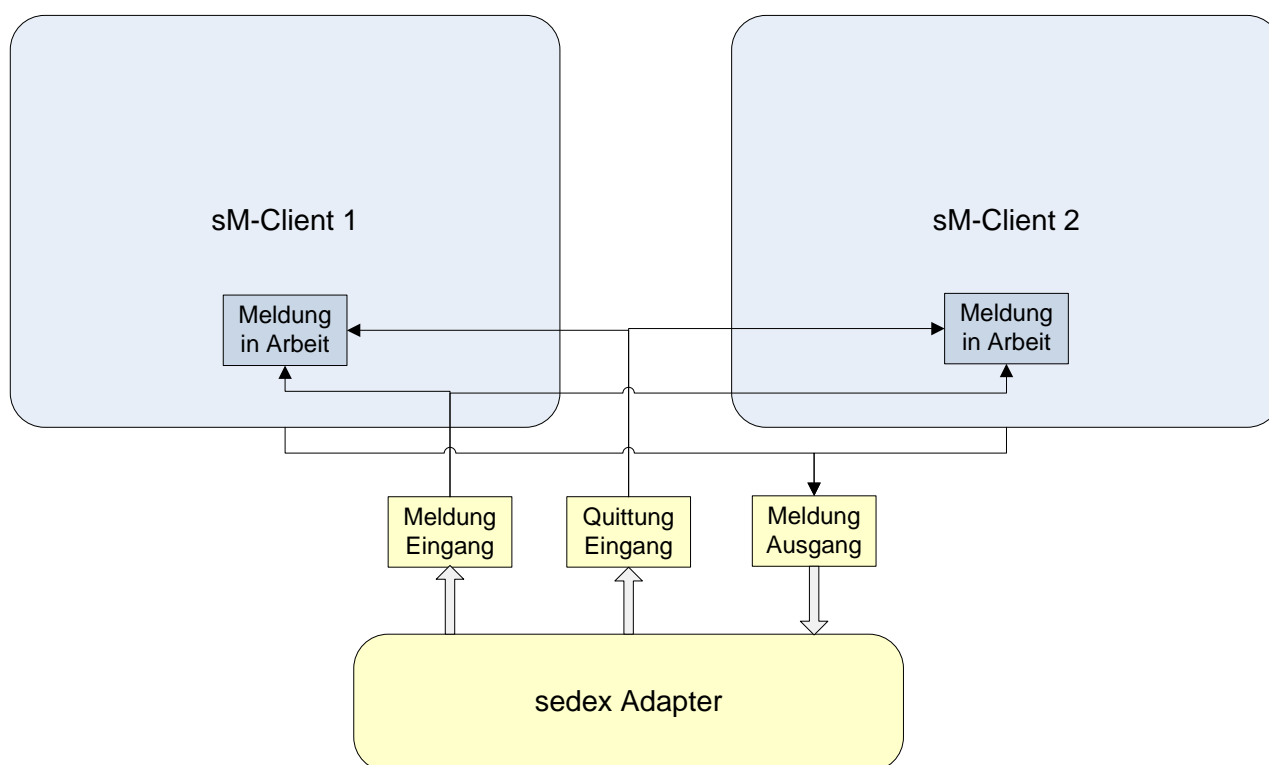 sM-Client 1
sM-Client 2
Meldung
in Arbeit
Meldung
in Arbeit
Meldung
Eingang
Quittung
Eingang
Meldung
Ausgang
sedex Adapter